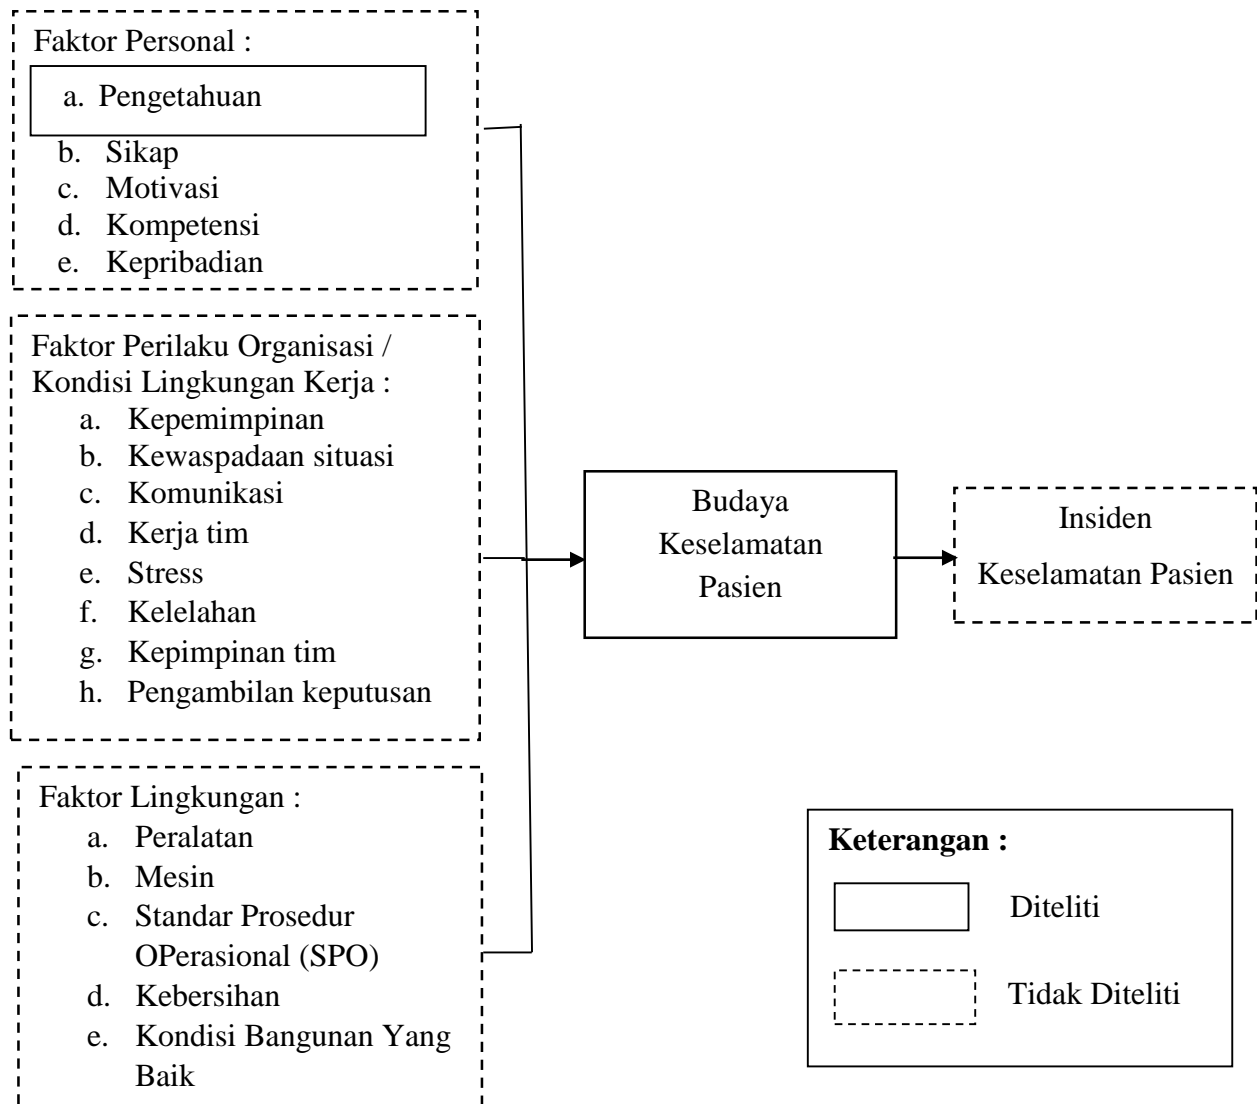 Faktor Personal :
a. Pengetahuan
b. Sikap
c. Motivasi
d. Kompetensi
e. Kepribadian
Faktor Perilaku Organisasi /
Kondisi Lingkungan Kerja :
a. Kepemimpinan
b. Kewaspadaan situasi
c. Komunikasi
d. Kerja tim
e. Stress
f. Kelelahan
g. Kepimpinan tim
h. Pengambilan keputusan
Faktor Lingkungan :
a. Peralatan
b. Mesin
c. Standar Prosedur
OPerasional (SPO)
d. Kebersihan
e. Kondisi Bangunan Yang
Baik
Budaya
Keselamatan
Pasien
Insiden
Keselamatan Pasien
Keterangan :
Diteliti
Tidak Diteliti